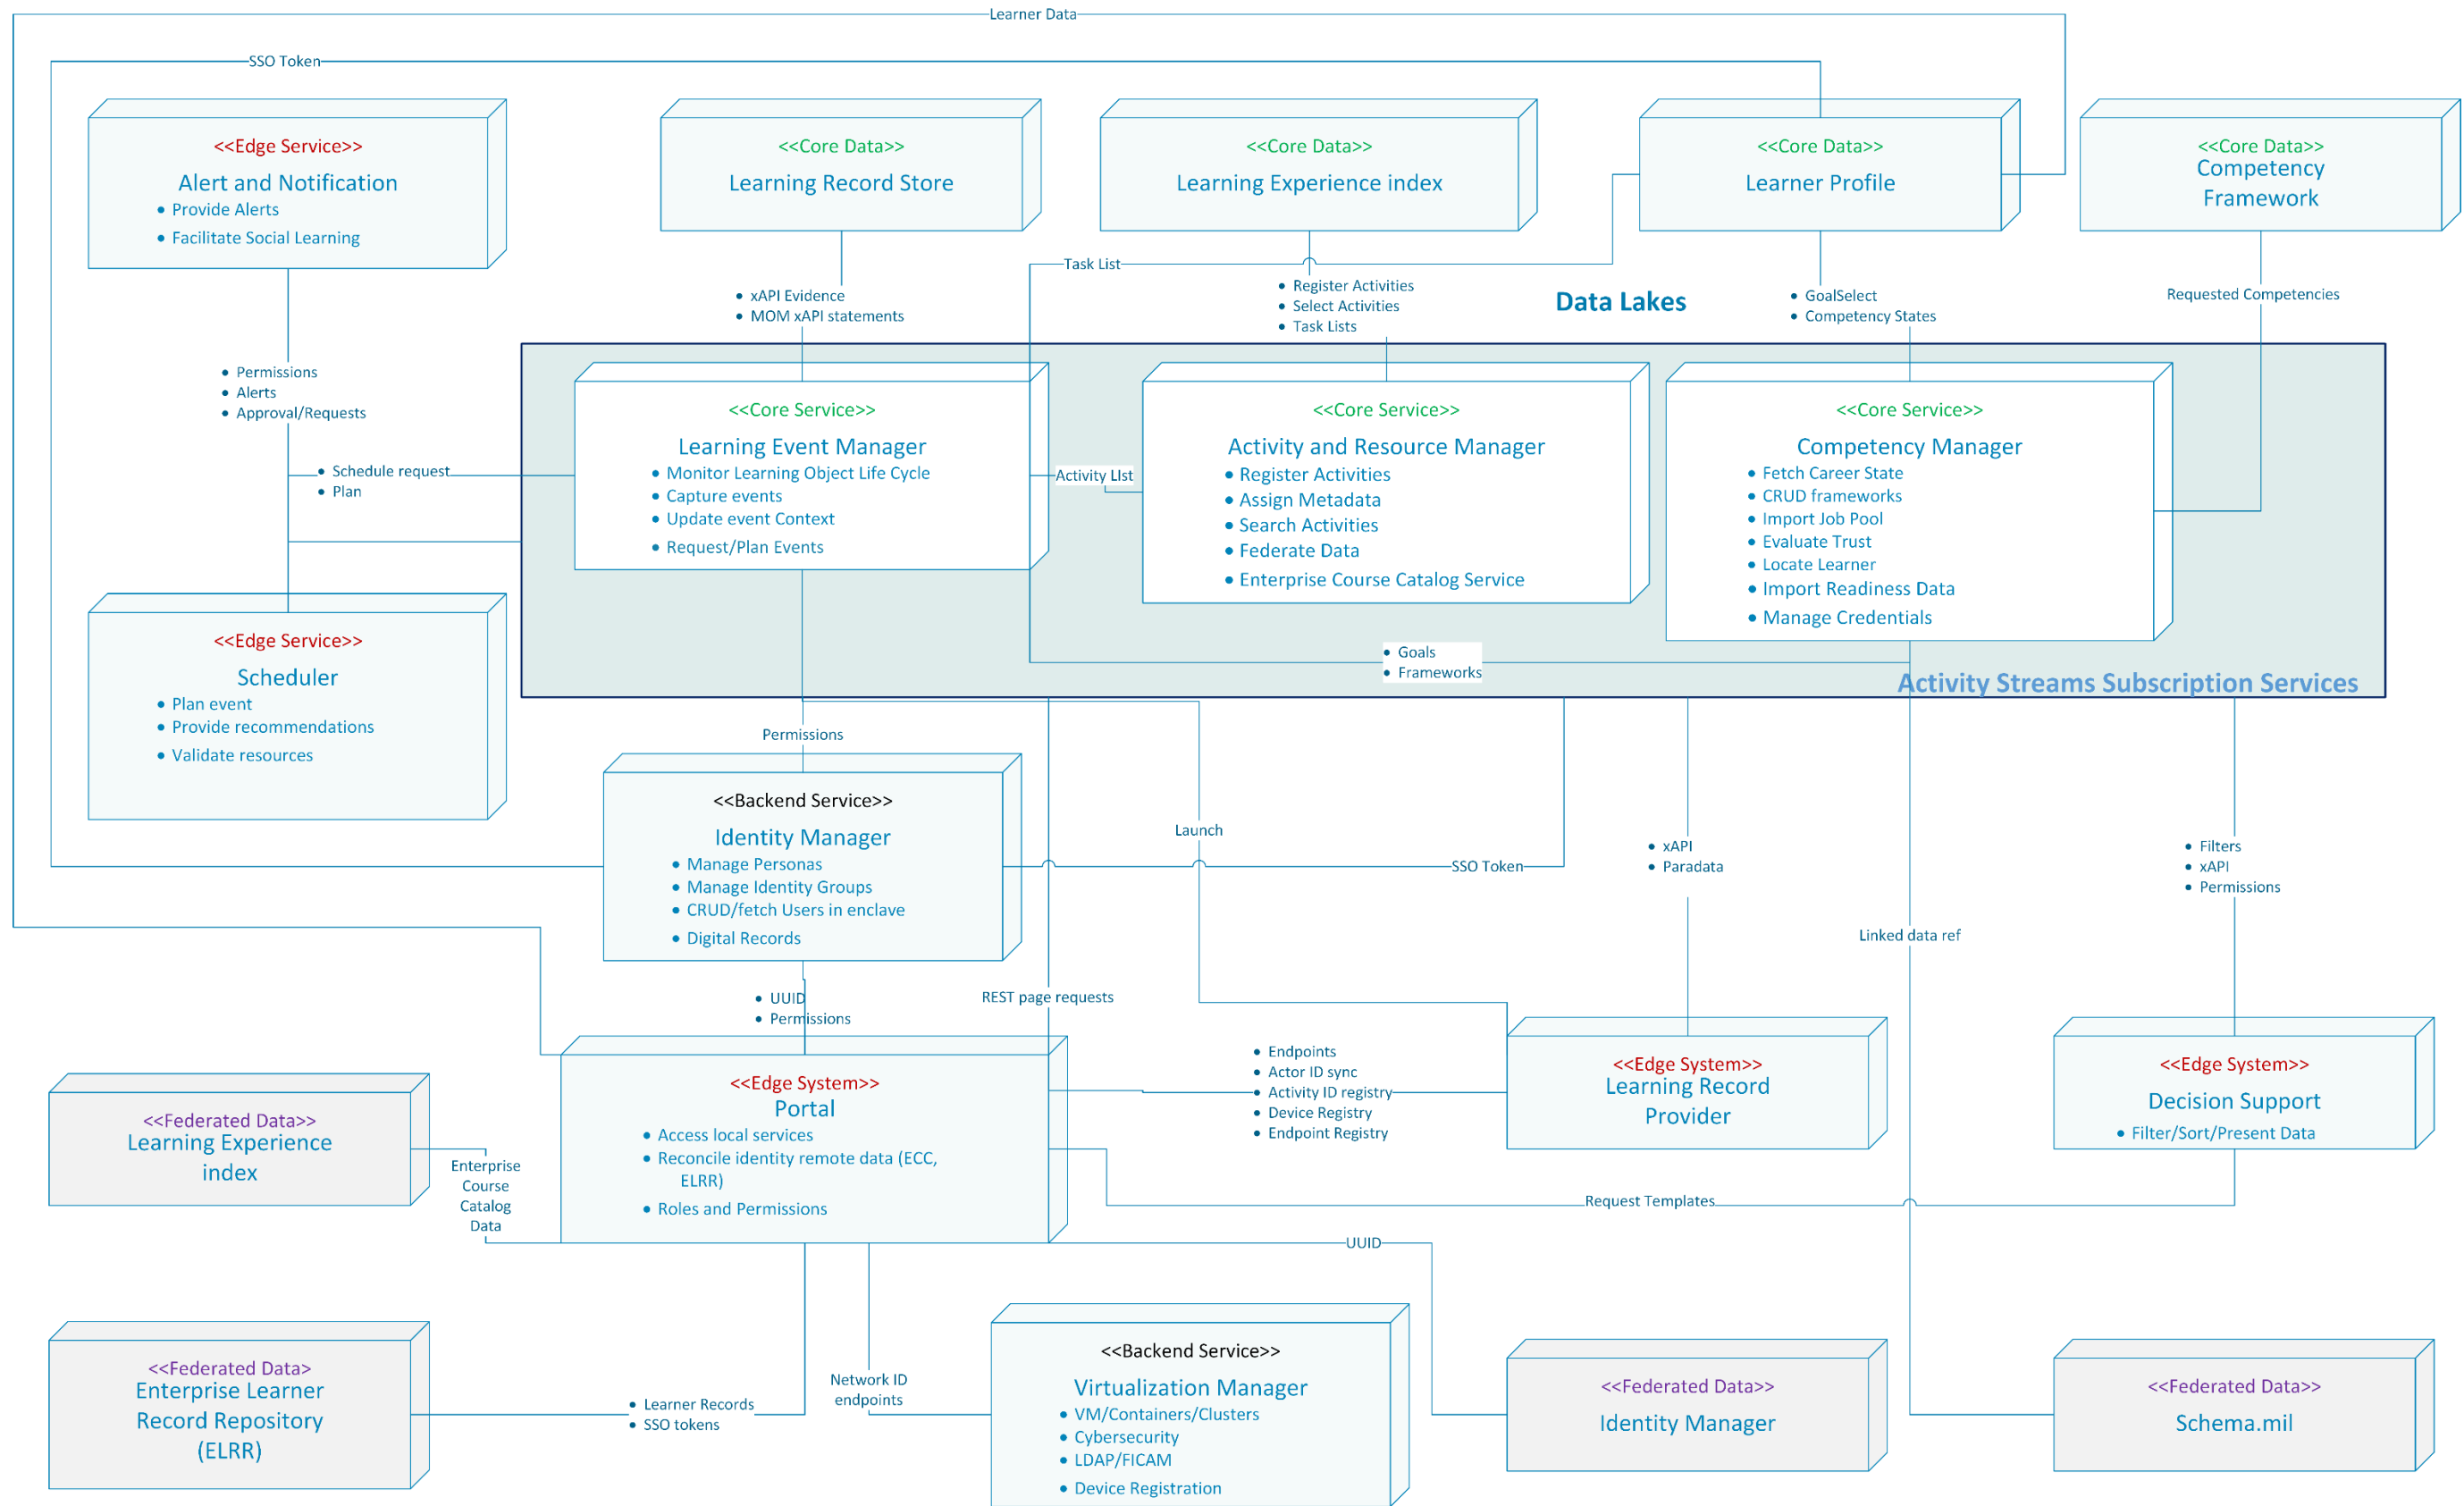 Learner Data
SSO Token
<<Edge Service>>
Alert and Notification
• Provide Alerts
• Facilitate Social Learning
<<Core Data>>
Learning Record Store
<<Core Data>>
Learning Experience index
<<Core Data>>
Learner Profile
<<Core Data>>
Competency
Framework
Task List
• xAPI Evidence
• MOM xAPI statements
• Register Activities
• Select Activities
• Task Lists
Data Lakes
• GoalSelect
• Competency States
Requested Competencies
• Permissions
• Alerts
• Approval/Requests
• Schedule request
• Plan
<<Core Service>>
Learning Event Manager
• Monitor Learning Object Life Cycle
• Capture events
• Update event Context
• Request/Plan Events
Activity LIst
<<Core Service>>
Activity and Resource Manager
• Register Activities
• Assign Metadata
• Search Activities
• Federate Data
• Enterprise Course Catalog Service
<<Core Service>>
Competency Manager
• Fetch Career State
• CRUD frameworks
• Import Job Pool
• Evaluate Trust
• Locate Learner
• Import Readiness Data
• Manage Credentials
• Goals
• Frameworks
Activity Streams Subscription Services
<<Edge Service>>
Scheduler
• Plan event
• Provide recommendations
• Validate resources
Permissions
<<Backend Service>>
Identity Manager
• Manage Personas
• Manage Identity Groups
• CRUD/fetch Users in enclave
• Digital Records
Launch
SSO Token
• xAPI
• Paradata
• Filters
• xAPI
• Permissions
Linked data ref
• UUID
• Permissions
REST page requests
<<Edge System>>
Portal
• Access local services
• Reconcile identity remote data (ECC,
ELRR)
• Roles and Permissions
• Endpoints
• Actor ID sync
• Activity ID registry
• Device Registry
• Endpoint Registry
<<Edge System>>
Learning Record
Provider
<<Edge System>>
Decision Support
• Filter/Sort/Present Data
<<Federated Data>>
Learning Experience
index
Enterprise
Course
Catalog
Data
Request Templates
UUID
<<Federated Data>
Enterprise Learner
Record Repository
(ELRR)
• Learner Records
• SSO tokens
Network ID
endpoints
<<Backend Service>>
Virtualization Manager
• VM/Containers/Clusters
• Cybersecurity
• LDAP/FICAM
• Device Registration
<<Federated Data>>
Identity Manager
<<Federated Data>>
Schema.mil